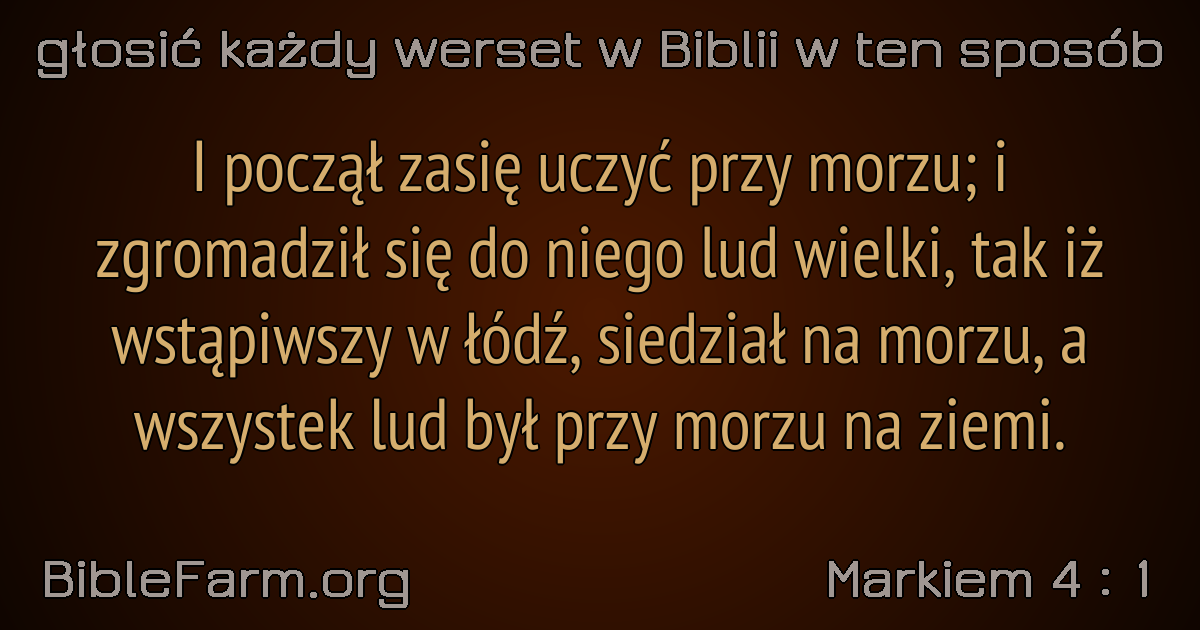 głosić każdy werset w Biblii w ten sposób
I począł zasię uczyć przy morzu; i
zgromadził się do niego lud wielki, tak iż
wstąpiwszy w łódź, siedział na morzu, a
wszystek lud był przy morzu na ziemi.
BibleFarm.org
Markiem 4 : 1